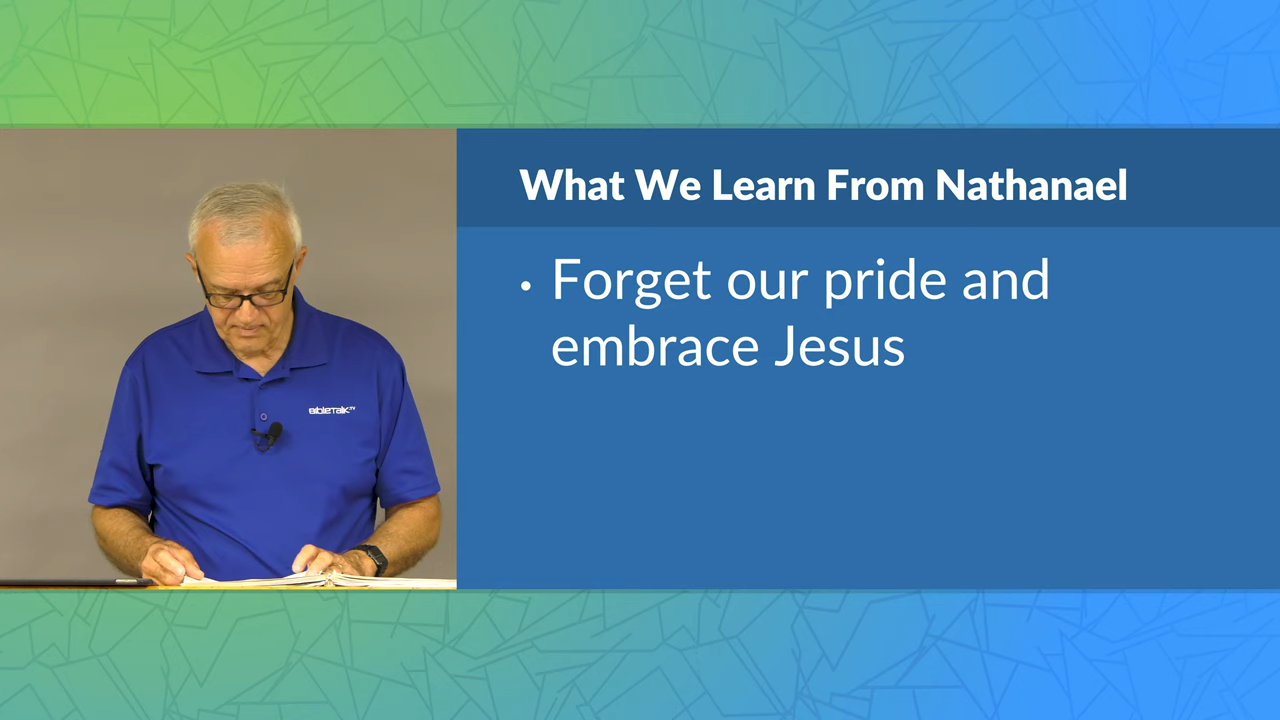 What We Learn From Nathanael
• Forget our pride and
embrace Jesus
BibleTalk.TV